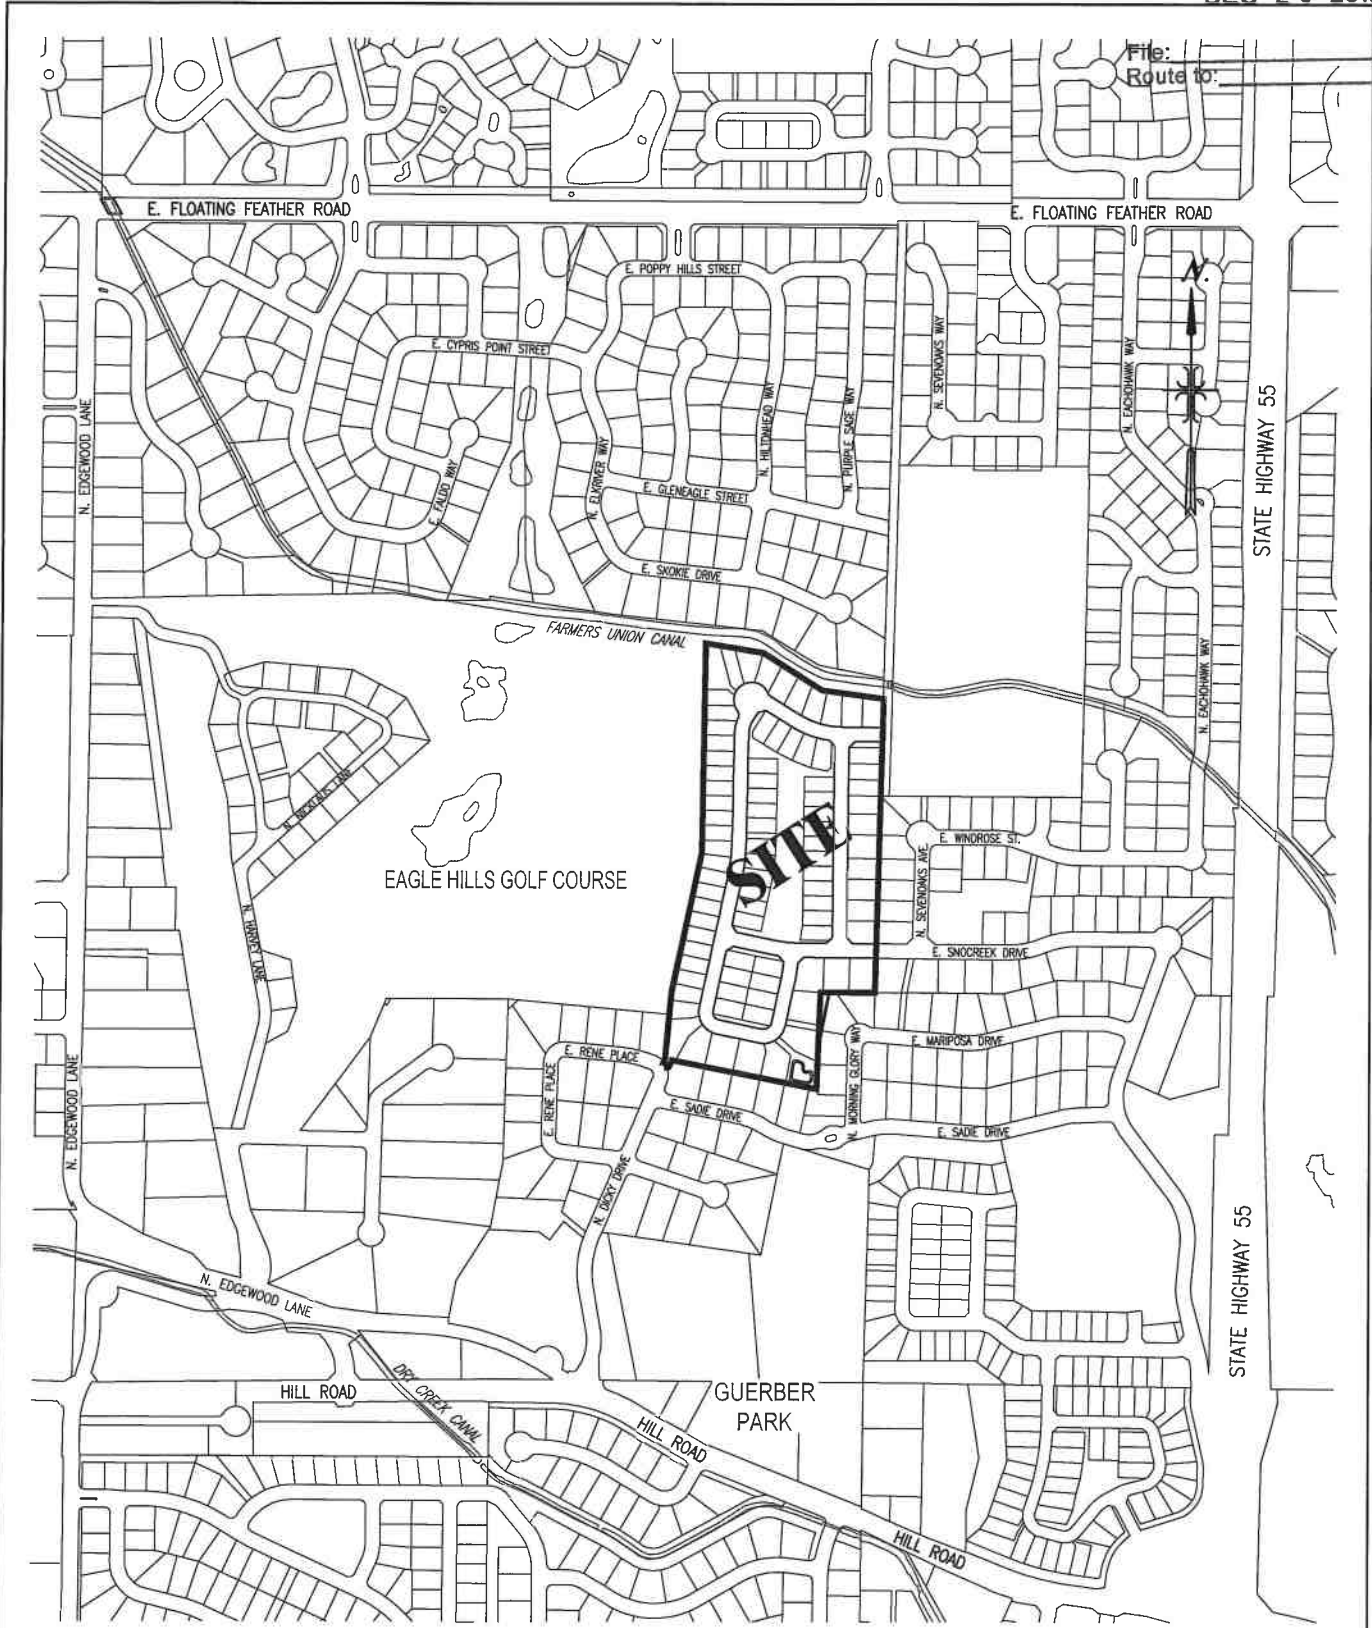 File:
Route to:
E. FLOATING FEATHER ROAD
E. FLOATING FEATHER ROAD
N.
E. POPPY HILLS STREET
E. CYPRIS POINT STREET
N. SEVENOAKS WAY
N. EACHOHAWK WAY
N. HILTONHEAD WAY
N. PURPLE SAGE WAY
STATE HIGHWAY 55
N. EDGEWOOD LANE
E. FALDO WAY
N. ELKRIVER WAY
E. GLENEAGLE STREET
E. SKOKIE DRIVE
FARMERS UNION CANAL
N. EACHOHAWK WAY
N. NICKLAUS LANE
SITE
E. WINDROSE ST.
EAGLE HILLS GOLF COURSE
N. SEVENOAKS AVE.
N. HARVEY LANE
E. SNOCREEK DRIVE
E. MARIPOSA DRIVE
N. MORNING GLORY WAY
E. RENE PLACE
E. RENE PLACE
N. EDGEWOOD LANE
E. SADIE DRIVE
E. SADIE DRIVE
N. DICKY DRIVE
STATE HIGHWAY 55
N. EDGEWOOD LANE
DRY CREEK CANAL
HILL ROAD
GUERBER
PARK
HILL ROAD
HILL ROAD